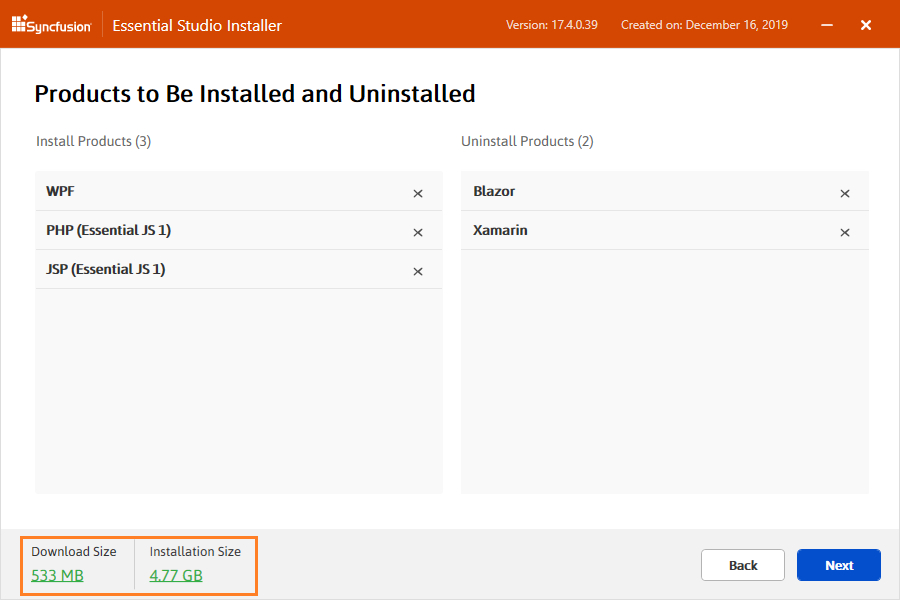 Syncfusion Essential Studio Installer Version: 17.4.0.39 Created on: December 16, 2019
Products to Be Installed and Uninstalled
Install Products (3)
WPF
PHP (Essential JS 1)
JSP (Essential JS 1)
Uninstall Products (2)
Blazor
Xamarin
Download Size
533 MB
Installation Size
4.77 GB
Back
Next